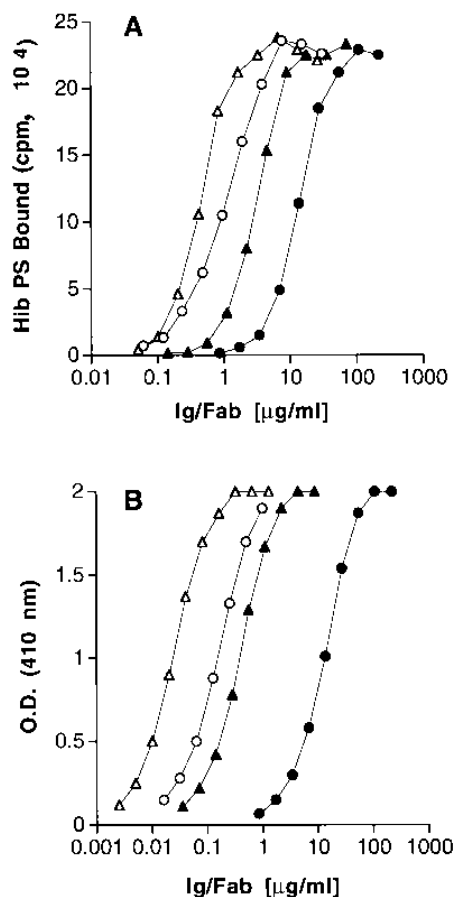 A
Hib PS Bound (cpm, 10 4)
25
20
15
10
5
0
0.01 0.1 1 10 100 1000
Ig/Fab [µg/ml]
B
O.D. (410 nm)
2
1.5
1
0.5
0
0.001 0.01 0.1 1 10 100 1000
Ig/Fab [µg/ml]